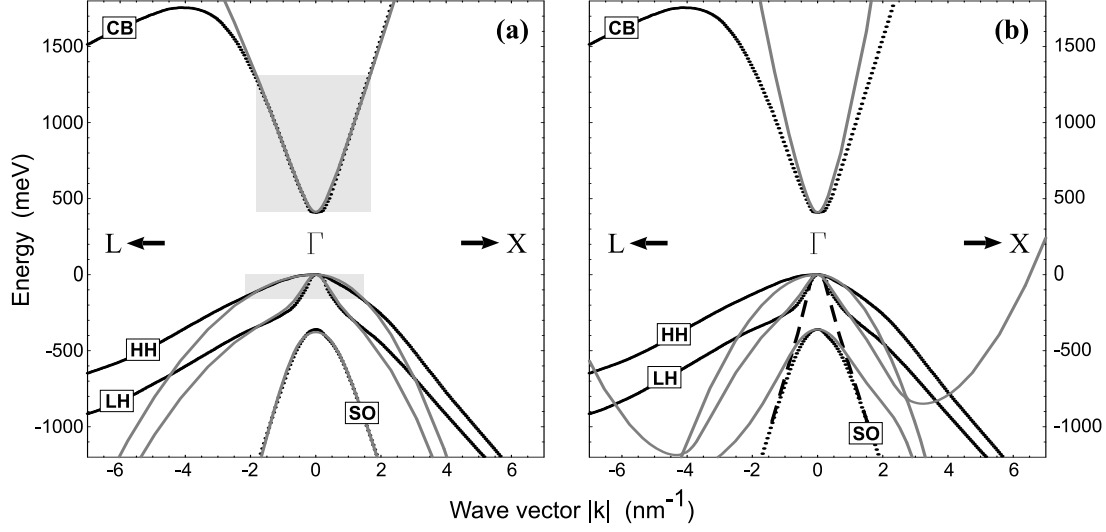 (a)
(b)
CB
CB
1500
1000
500
0
-500
-1000
1500
1000
500
0
-500
-1000
Energy (meV)
L Γ X
L Γ X
HH
LH
SO
HH
LH
SO
-6 -4 -2 0 2 4 6
-6 -4 -2 0 2 4 6
Wave vector |k| (nm⁻¹)